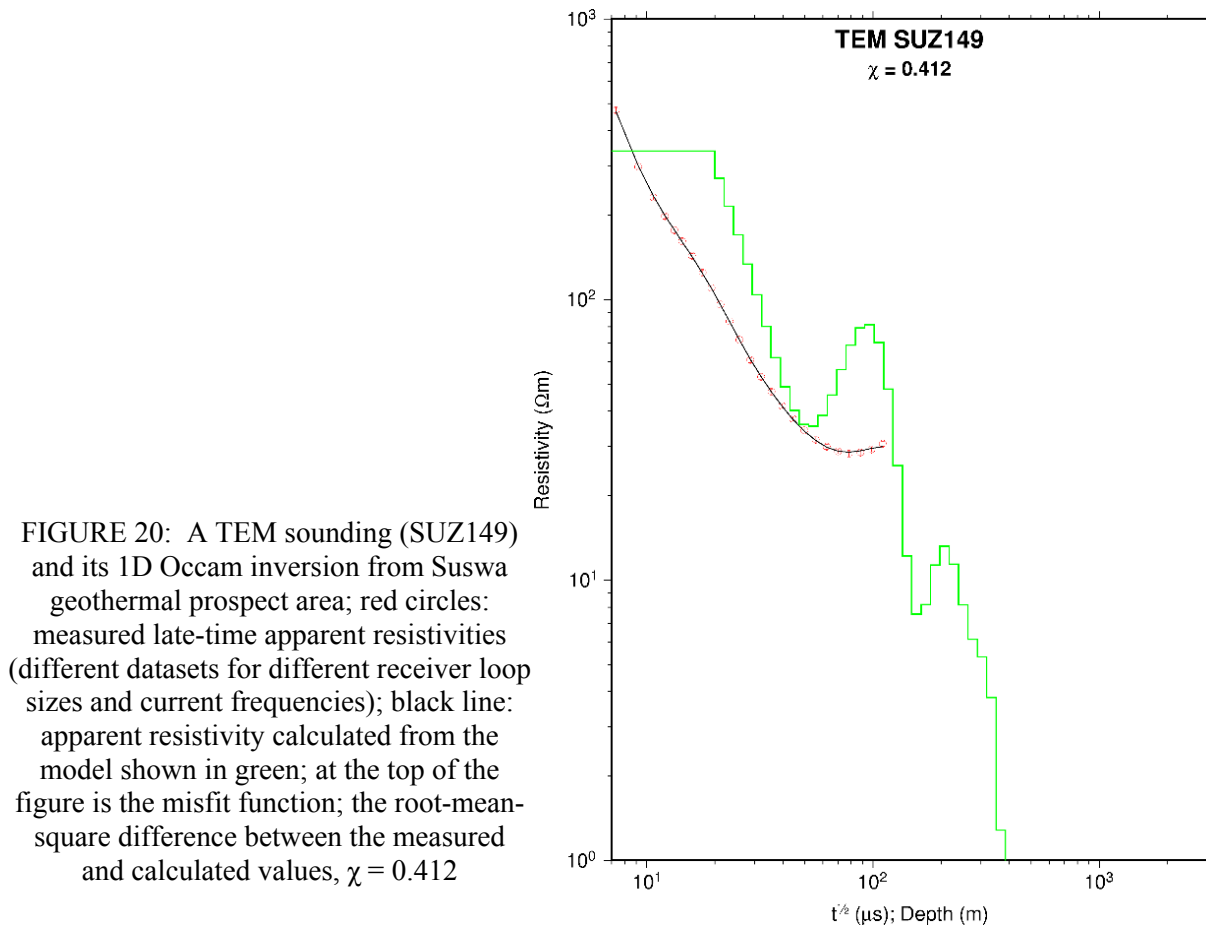 FIGURE 20: A TEM sounding (SUZ149)
and its 1D Occam inversion from Suswa
geothermal prospect area; red circles:
measured late-time apparent resistivities
(different datasets for different receiver loop
sizes and current frequencies); black line:
apparent resistivity calculated from the
model shown in green; at the top of the
figure is the misfit function; the root-mean-
square difference between the measured
and calculated values, χ = 0.412
TEM SUZ149
χ = 0.412
Resistivity (Ωm)
10³
10²
10¹
10⁰
10¹
10²
10³
t^½ (μs); Depth (m)